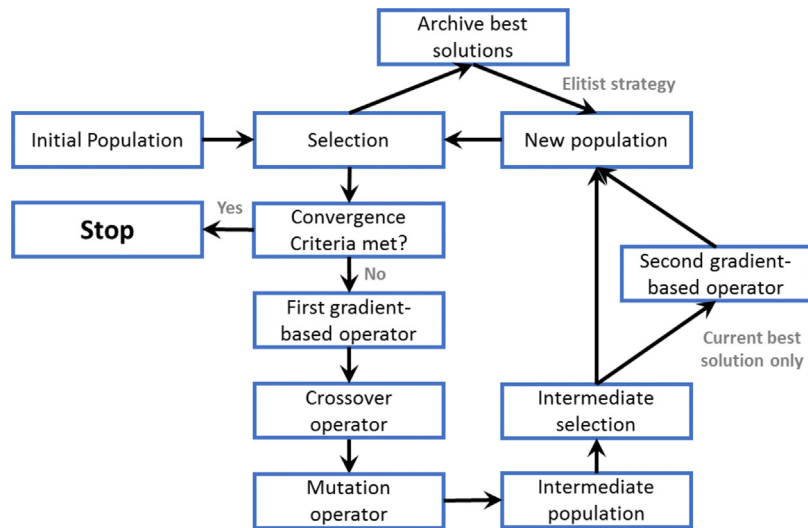 Archive best
solutions
Elitist strategy
Initial Population
Selection
New population
Yes
Stop
Convergence
Criteria met?
No
Second gradient-
based operator
First gradient-
based operator
Current best
solution only
Crossover
operator
Intermediate
selection
Mutation
operator
Intermediate
population